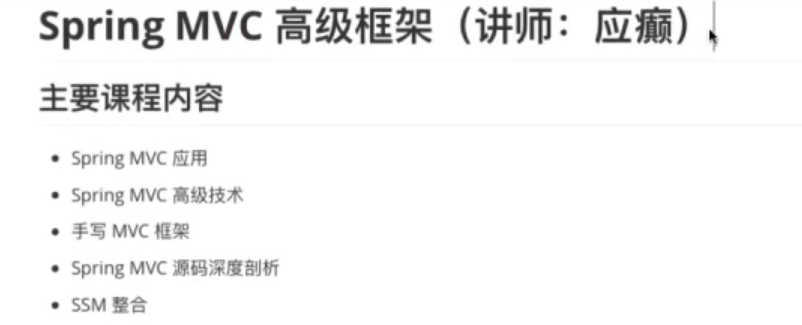 Spring MVC 高级框架（讲师：应癫）
主要课程内容
Spring MVC 应用
Spring MVC 高级技术
手写 MVC 框架
Spring MVC 源码深度剖析
SSM 整合